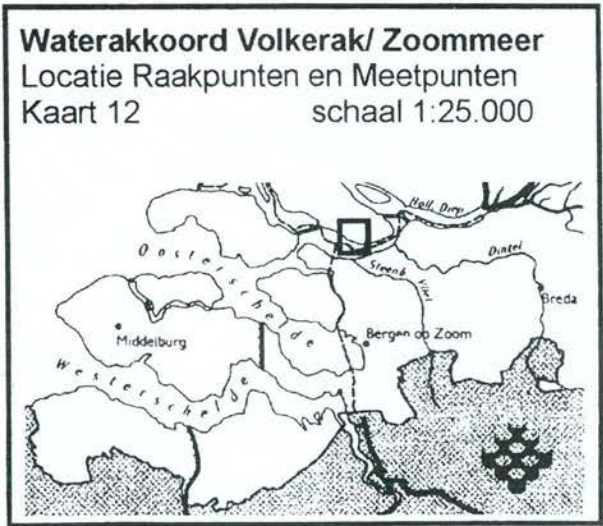 Waterakkoord Volkerak/ Zoommeer
Locatie Raakpunten en Meetpunten
Kaart 12 schaal 1:25.000
Holl. Diep
Oosterschelde
Steenb. Vliet
Dintel
Breda
Middelburg
Bergen op Zoom
Westerschelde